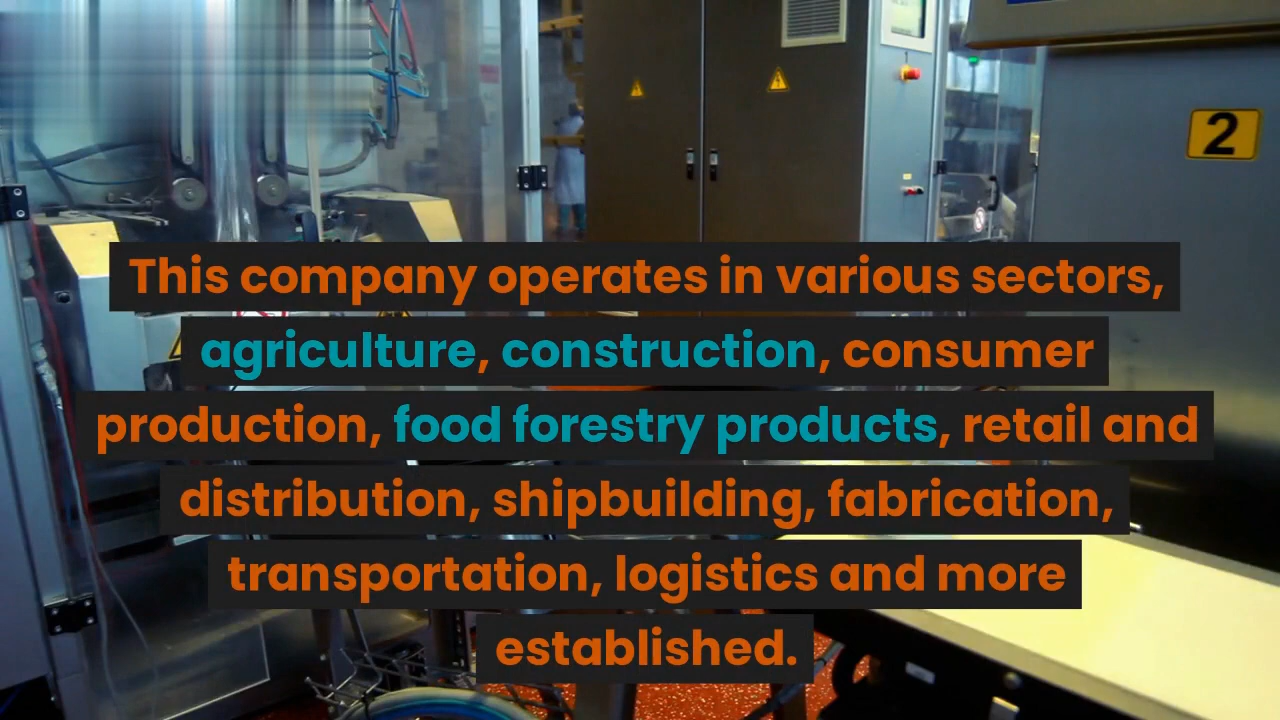 2
This company operates in various sectors,
agriculture, construction, consumer
production, food forestry products, retail and
distribution, shipbuilding, fabrication,
transportation, logistics and more
established.